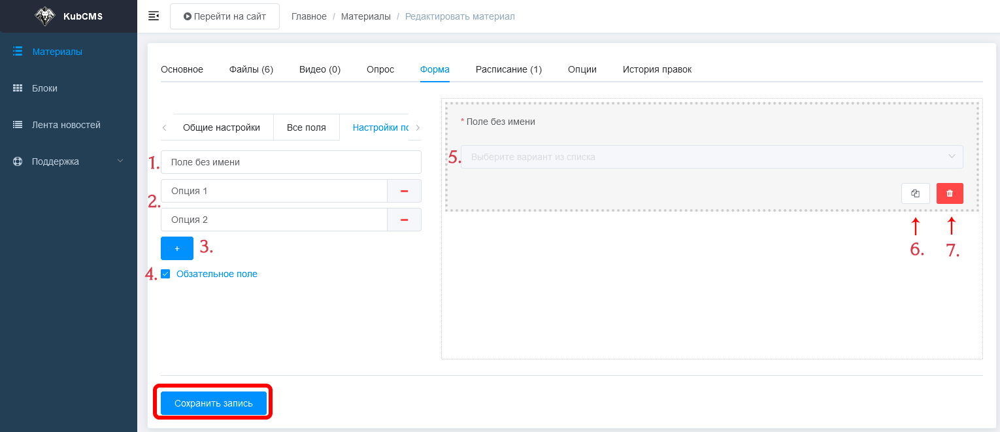 KubCMS
Перейти на сайт
Главное / Материалы / Редактировать материал
Материалы
Блоки
Лента новостей
Поддержка
Основное Файлы (6) Видео (0) Опрос Форма Расписание (1) Опции История правок
Общие настройки Все поля Настройки по
1. Поле без имени
2. Опция 1
Опция 2
+ 3.
4. Обзательное поле
* Поле без имени
5. Выберите вариант из списка
6. 7.
Сохранить запись